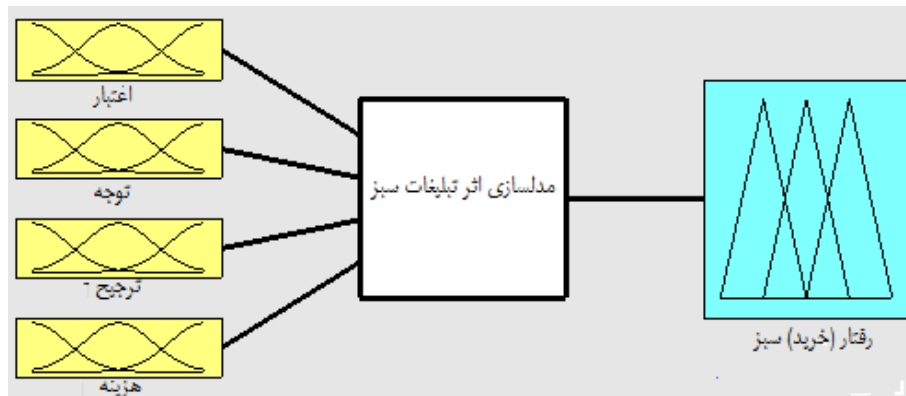 اعتبار
توجه
ترجیح -
هزینه
مدلسازی اثر تبلیغات سبز
رفتار (خرید) سبز